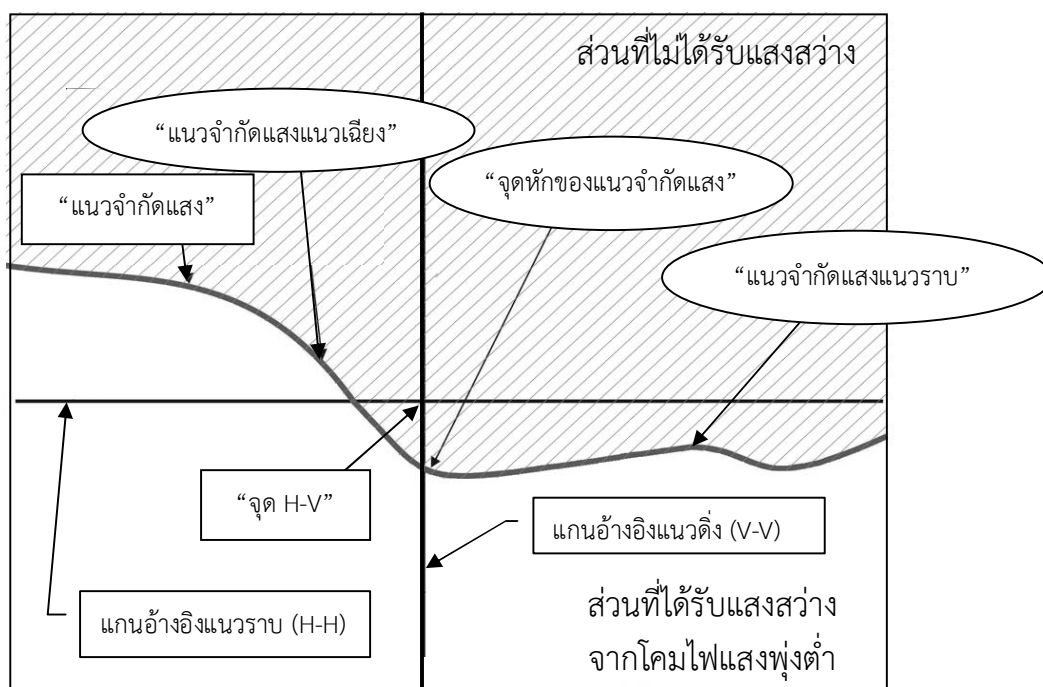 ส่วนที่ไม่ได้รับแสงสว่าง
“แนวจำกัดแสงแนวเฉียง”
“จุดหักของแนวจำกัดแสง”
“แนวจำกัดแสง”
“แนวจำกัดแสงแนวราบ”
“จุด H-V”
แกนอ้างอิงแนวดิ่ง (V-V)
แกนอ้างอิงแนวราบ (H-H)
ส่วนที่ได้รับแสงสว่าง
จากโคมไฟแสงพุ่งต่ำ